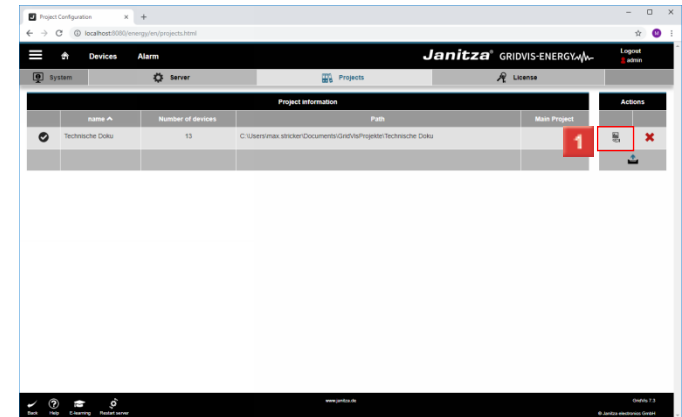 Project Configuration
localhost:8080/energy/en/projects.html
Devices Alarm Janitza® GRIDVIS-ENERGY Logout
admin
System Server Projects License
Project information Actions
name Number of devices Path Main Project
Technische Doku 13 C:\Users\max.stricker\Documents\GridVisProjekte\Technische Doku 1
www.janitza.de GridVis 7.3
Back Help E-learning Restart server © Janitza electronics GmbH